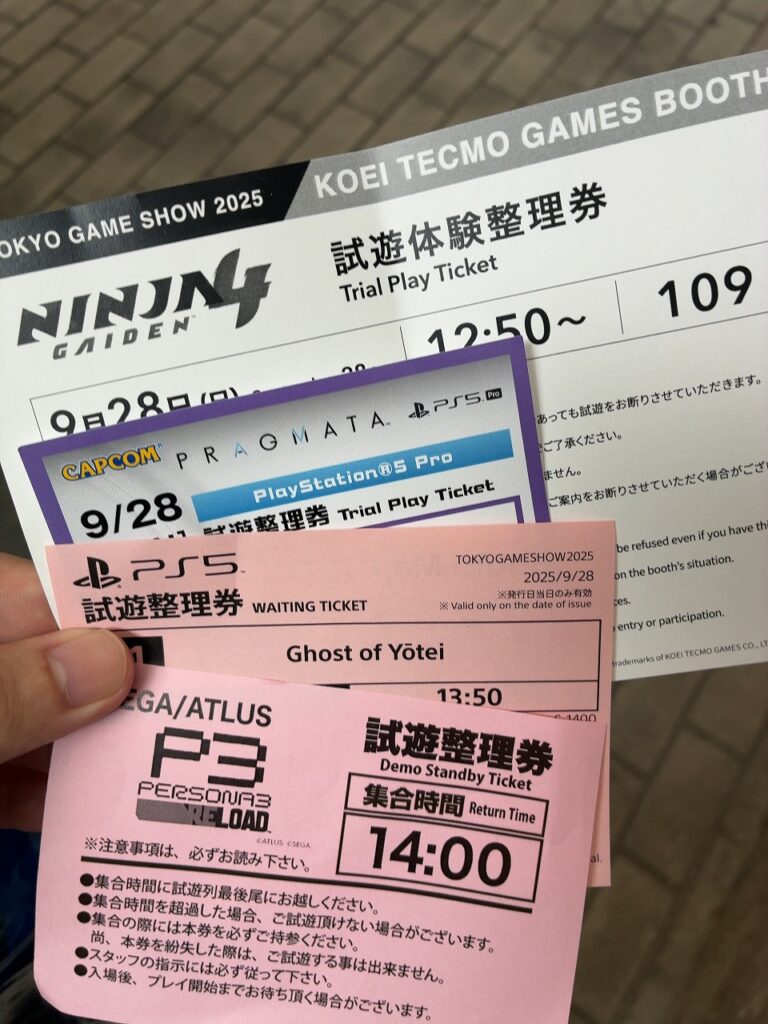 TOKYO GAME SHOW 2025
KOEI TECMO GAMES BOOTH
NINJA
GAIDEN 4
試遊体験整理券
Trial Play Ticket
9月28日(日)
12:50～
109
あっても試遊をお断りさせていただきます。
ご了承ください。
ません。
ご案内をお断りさせていただく場合がござい
be refused even if you have thi
on the booth's situation.
ces.
entry or participation.
trademarks of KOEI TECMO GAMES CO., LT
CAPCOM
PRAGMATA
PS5 Pro
9/28
PlayStation®5 Pro
試遊整理券 Trial Play Ticket
PS5
試遊整理券 WAITING TICKET
TOKYOGAMESHOW2025
2025/9/28
※発行日当日のみ有効
※ Valid only on the date of issue
Ghost of Yōtei
13:50
al.
SEGA/ATLUS
P3
PERSONA3
RELOAD
©ATLUS ©SEGA
試遊整理券
Demo Standby Ticket
集合時間 Return Time
14:00
※注意事項は、必ずお読み下さい。
●集合時間に試遊列最後尾にお越しください。
●集合時間を超過した場合、ご試遊頂けない場合がございます。
●集合の際には本券を必ずご持参ください。
尚、本券を紛失した際は、ご試遊する事は出来ません。
●スタッフの指示には必ず従って下さい。
●入場後、プレイ開始までお待ち頂く場合がございます。